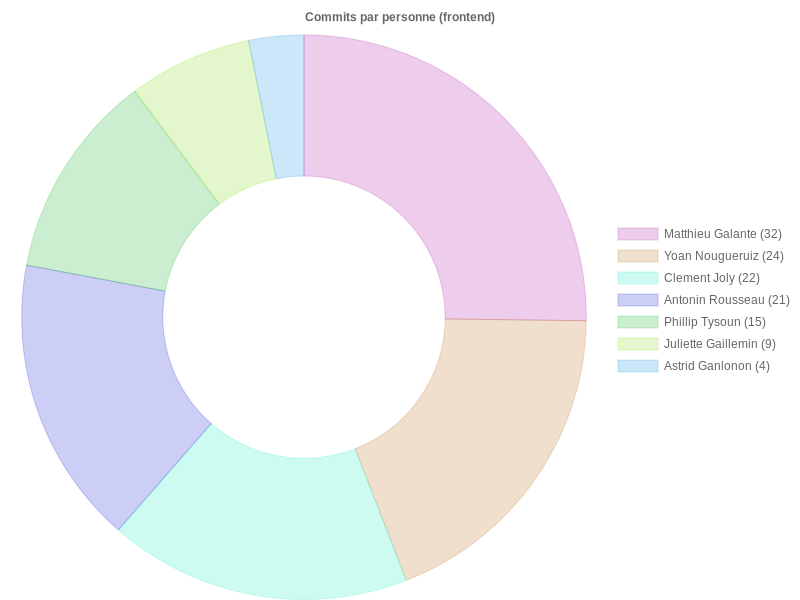 Commits par personne (frontend)
Matthieu Galante (32)
Yoan Nougueruiz (24)
Clement Joly (22)
Antonin Rousseau (21)
Phillip Tysoun (15)
Juliette Gaillemin (9)
Astrid Ganlonon (4)